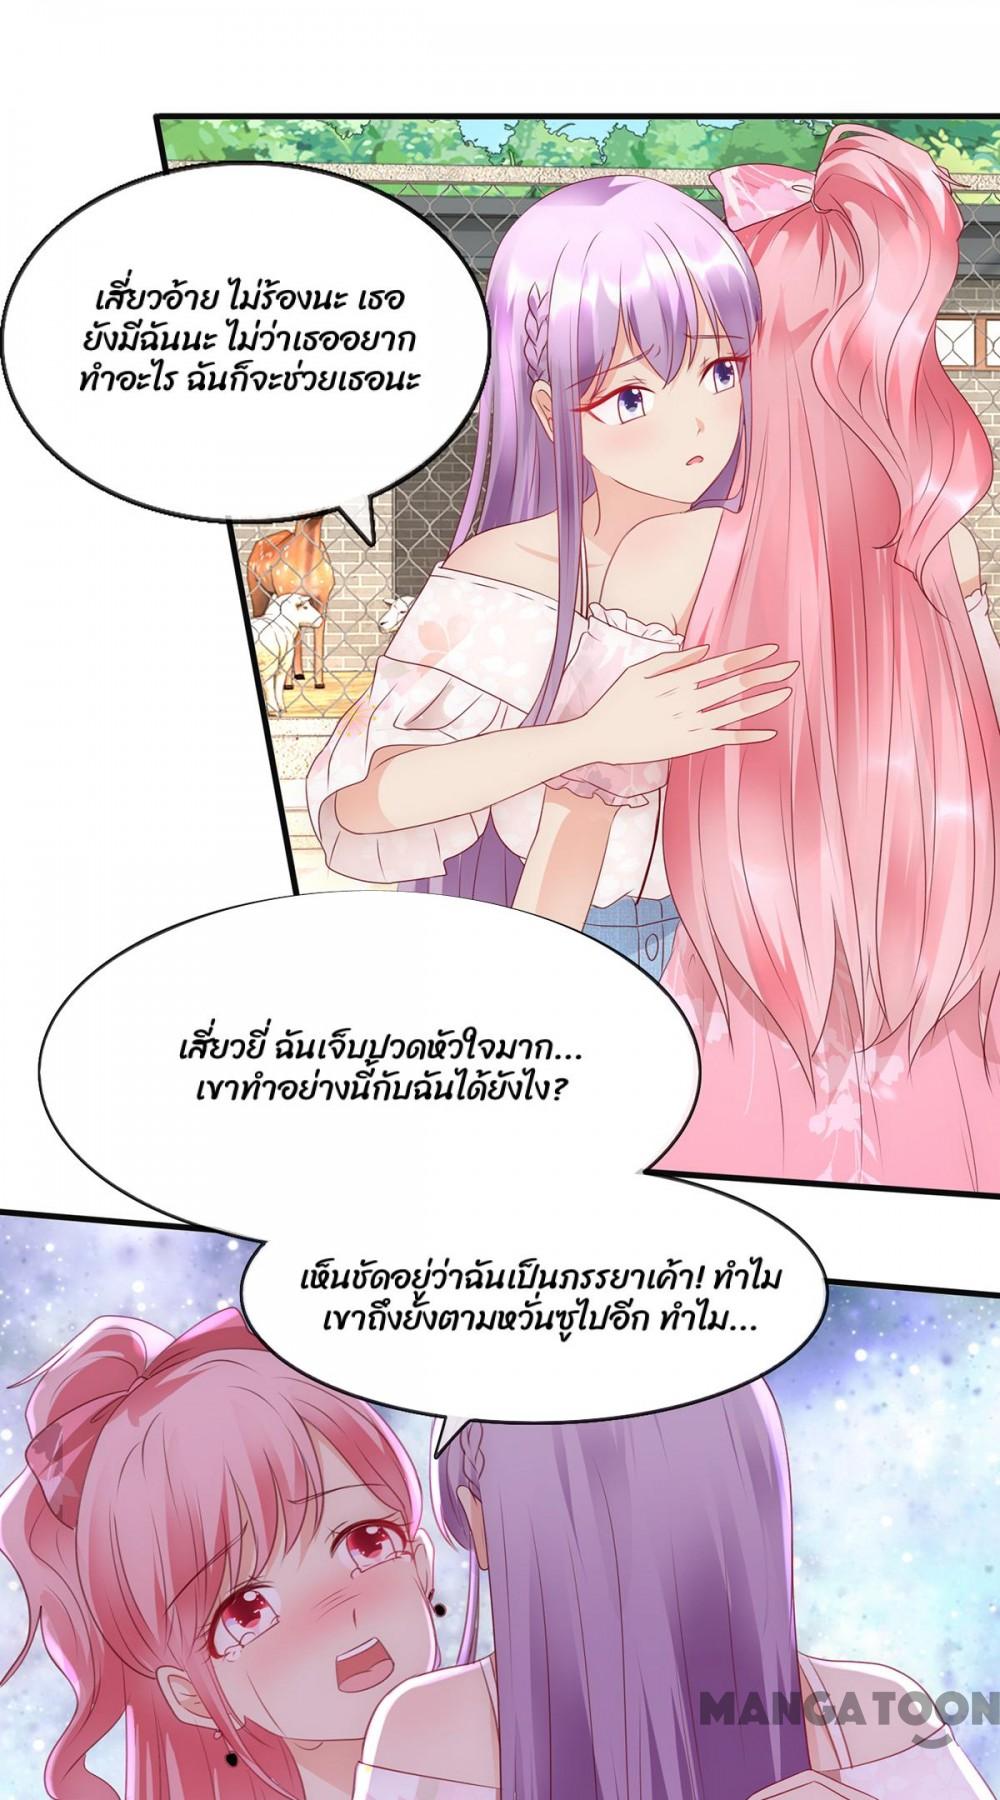 เสี่ยวอ้าย ไม่ร้องนะ เธอ
ยังมีฉันนะ ไม่ว่าเธออยาก
ทำอะไร ฉันก็จะช่วยเธอนะ
เสี่ยวยี่ ฉันเจ็บปวดหัวใจมาก...
เขาทำอย่างนี้กับฉันได้ยังไง?
เห็นชัดอยู่ว่าฉันเป็นภรรยาเค้า! ทำไม
เขาถึงยังตามหวั่นซูไปอีก ทำไม...
MANGATOON